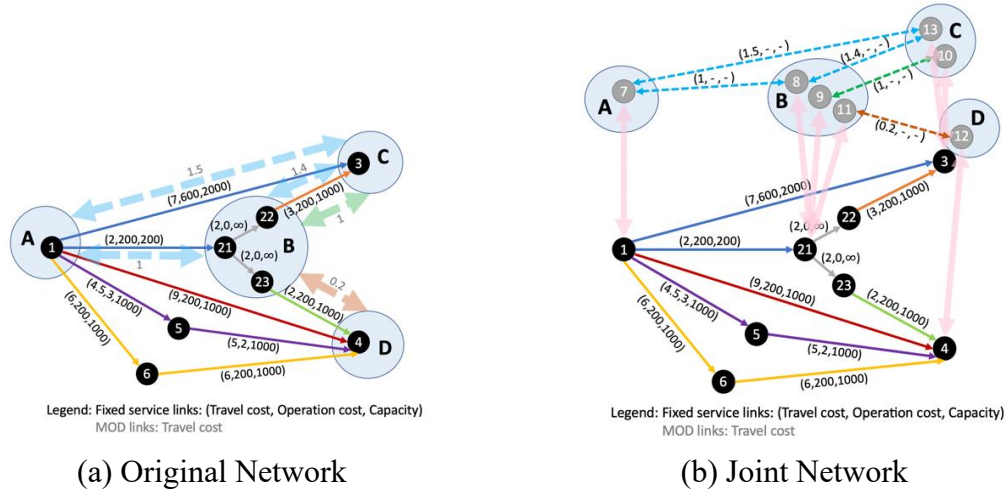 1.5
C
1.4
3
(7,600,2000)
(3,200,1000)
1
A
22
(2,0,∞)
B
1
(2,200,200)
21
1
(2,0,∞)
23
0.2
(2,200,1000)
(9,200,1000)
(4.5,3,1000)
(6,200,1000)
5
(5,2,1000)
4
D
6
(6,200,1000)
Legend: Fixed service links: (Travel cost, Operation cost, Capacity)
MOD links: Travel cost
(a) Original Network
13
C
(1.5, -, -)
(1.4, -, -)
10
7
(1, -, -)
8
(1, -, -)
A
B
9
11
D
(0.2, -, -)
12
3
(7,600,2000)
(3,200,1000)
22
(2,0,∞)
1
(2,200,200)
21
(2,0,∞)
23
(2,200,1000)
(9,200,1000)
(4.5,3,1000)
(6,200,1000)
5
(5,2,1000)
4
6
(6,200,1000)
Legend: Fixed service links: (Travel cost, Operation cost, Capacity)
MOD links: Travel cost
(b) Joint Network